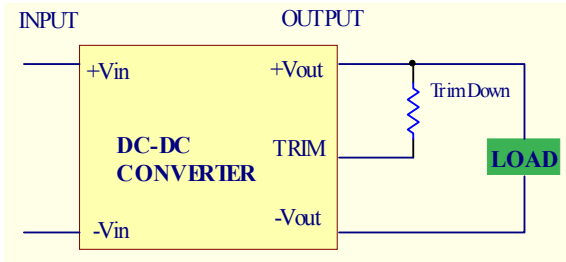 INPUT OUTPUT
+Vin +Vout
Trim Down
DC-DC TRIM
CONVERTER
LOAD
-Vin -Vout